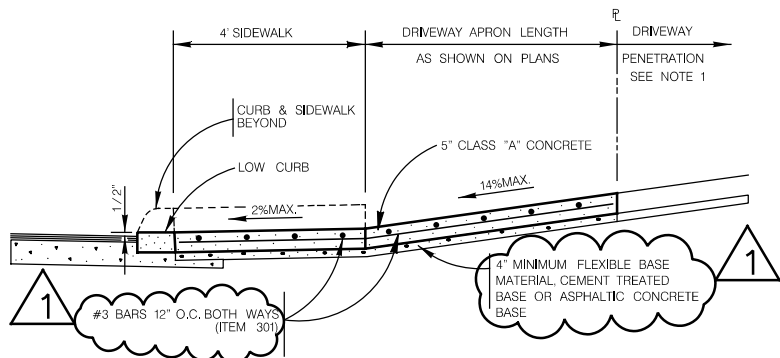 ℄
4' SIDEWALK
DRIVEWAY APRON LENGTH
DRIVEWAY
AS SHOWN ON PLANS
PENETRATION
SEE NOTE 1
CURB & SIDEWALK
BEYOND
5" CLASS "A" CONCRETE
LOW CURB
1/2"
2%MAX.
14%MAX.
4" MINIMUM FLEXIBLE BASE
MATERIAL, CEMENT TREATED
BASE OR ASPHALTIC CONCRETE
BASE
1
1
#3 BARS 12" O.C. BOTH WAYS
(ITEM 301)